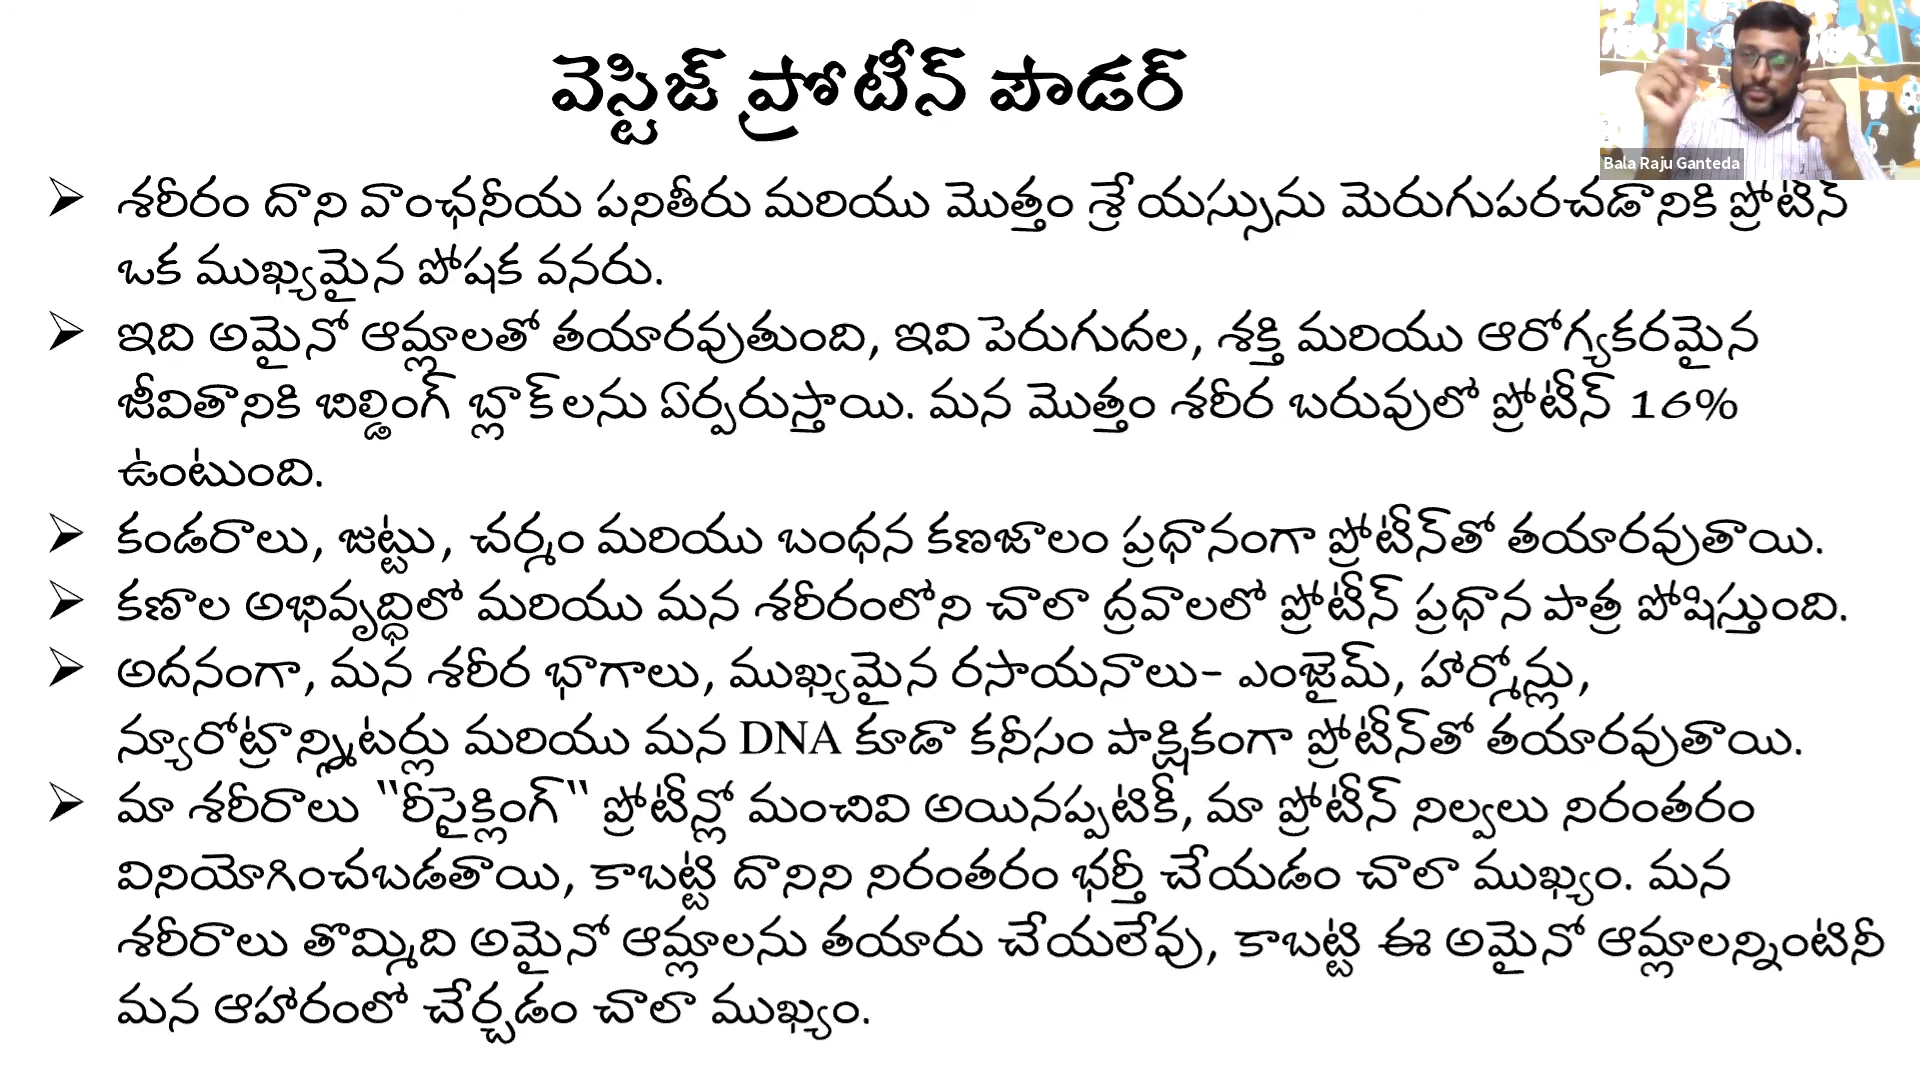 వెస్టిజ్ ప్రోటీన్ పౌడర్
Bala Raju Ganteda
శరీరం దాని వాంఛనీయ పనితీరు మరియు మొత్తం శ్రేయస్సును మెరుగుపరచడానికి ప్రోటీన్
ఒక ముఖ్యమైన పోషక వనరు.
ఇది అమైనో ఆమ్లాలతో తయారవుతుంది, ఇవి పెరుగుదల, శక్తి మరియు ఆరోగ్యకరమైన
జీవితానికి బిల్డింగ్ బ్లాక్‌లను ఏర్పరుస్తాయి. మన మొత్తం శరీర బరువులో ప్రోటీన్ 16%
ఉంటుంది.
కండరాలు, జుట్టు, చర్మం మరియు బంధన కణజాలం ప్రధానంగా ప్రోటీన్‌తో తయారవుతాయి.
కణాల అభివృద్ధిలో మరియు మన శరీరంలోని చాలా ద్రవాలలో ప్రోటీన్ ప్రధాన పాత్ర పోషిస్తుంది.
అదనంగా, మన శరీర భాగాలు, ముఖ్యమైన రసాయనాలు- ఎంజైమ్, హార్మోన్లు,
న్యూరోట్రాన్స్మిటర్లు మరియు మన DNA కూడా కనీసం పాక్షికంగా ప్రోటీన్‌తో తయారవుతాయి.
మా శరీరాలు "రీసైక్లింగ్" ప్రోటీన్లో మంచివి అయినప్పటికీ, మా ప్రోటీన్ నిల్వలు నిరంతరం
వినియోగించబడతాయి, కాబట్టి దానిని నిరంతరం భర్తీ చేయడం చాలా ముఖ్యం. మన
శరీరాలు తొమ్మిది అమైనో ఆమ్లాలను తయారు చేయలేవు, కాబట్టి ఈ అమైనో ఆమ్లాలన్నింటినీ
మన ఆహారంలో చేర్చడం చాలా ముఖ్యం.